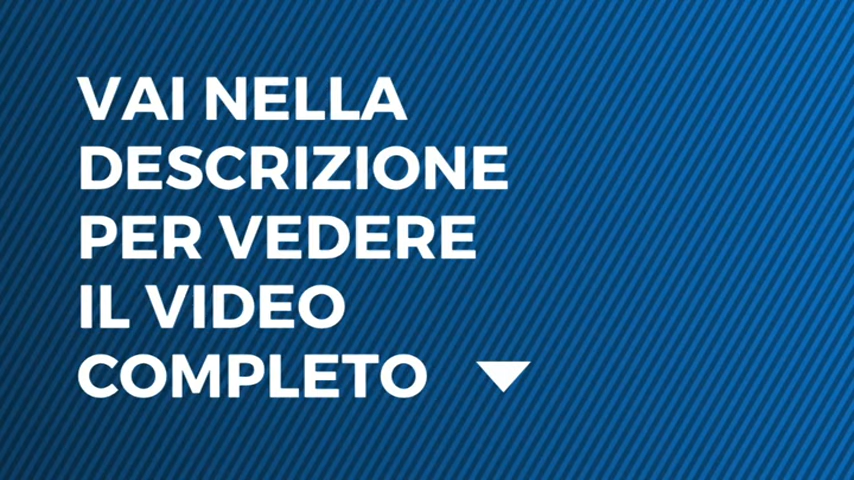 VAI NELLA
DESCRIZIONE
PER VEDERE
IL VIDEO
COMPLETO